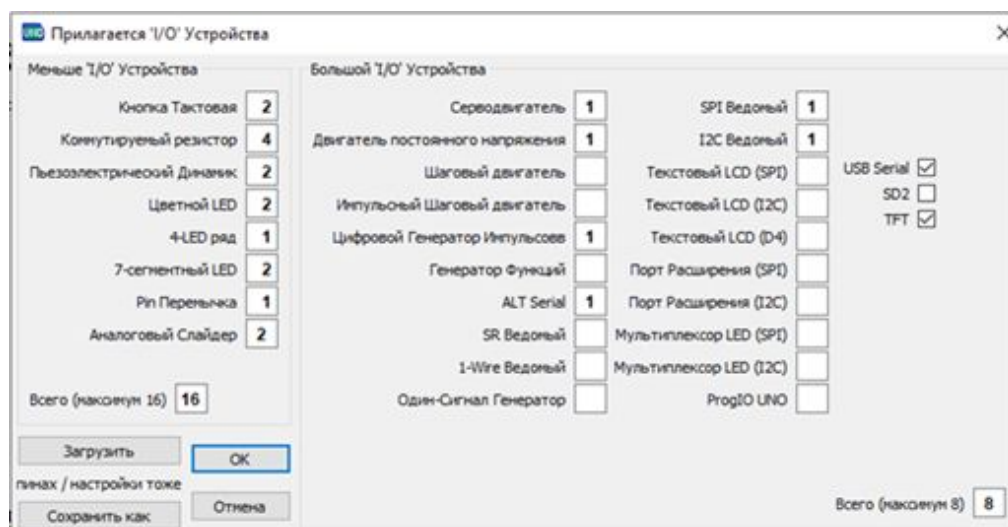 UNO Прилагается 'I/O' Устройства
Меньше 'I/O' Устройства
Кнопка Тактовая 2
Коммутируемый резистор 4
Пьезоэлектрический Динамик 2
Цветной LED 2
4-LED ряд 1
7-сегментный LED 2
Pin Перемычка 1
Аналоговый Слайдер 2
Всего (максимум 16) 16
Загрузить
OK
пинах / настройки тоже
Сохранить как
Отмена
Большой 'I/O' Устройства
Серводвигатель 1
Двигатель постоянного напряжения 1
Шаговый двигатель
Импульсный Шаговый двигатель
Цифровой Генератор Импульсовв 1
Генератор Функций
ALT Serial 1
SR Ведомый
1-Wire Ведомый
Один-Сигнал Генератор
SPI Ведомый 1
I2C Ведомый 1
Текстовый LCD (SPI)
Текстовый LCD (I2C)
Текстовый LCD (D4)
Порт Расширения (SPI)
Порт Расширения (I2C)
Мультиплексор LED (SPI)
Мультиплексор LED (I2C)
ProgIO UNO
USB Serial
SD2
TFT
Всего (максимум 8) 8